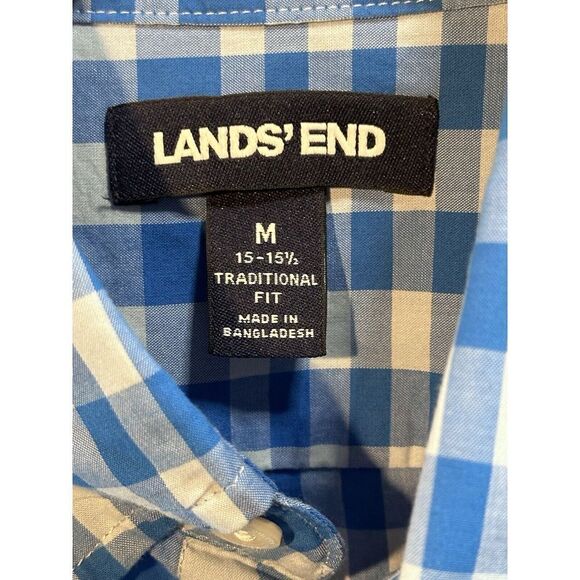 LANDS' END
M
15-15½
TRADITIONAL
FIT
MADE IN
BANGLADESH